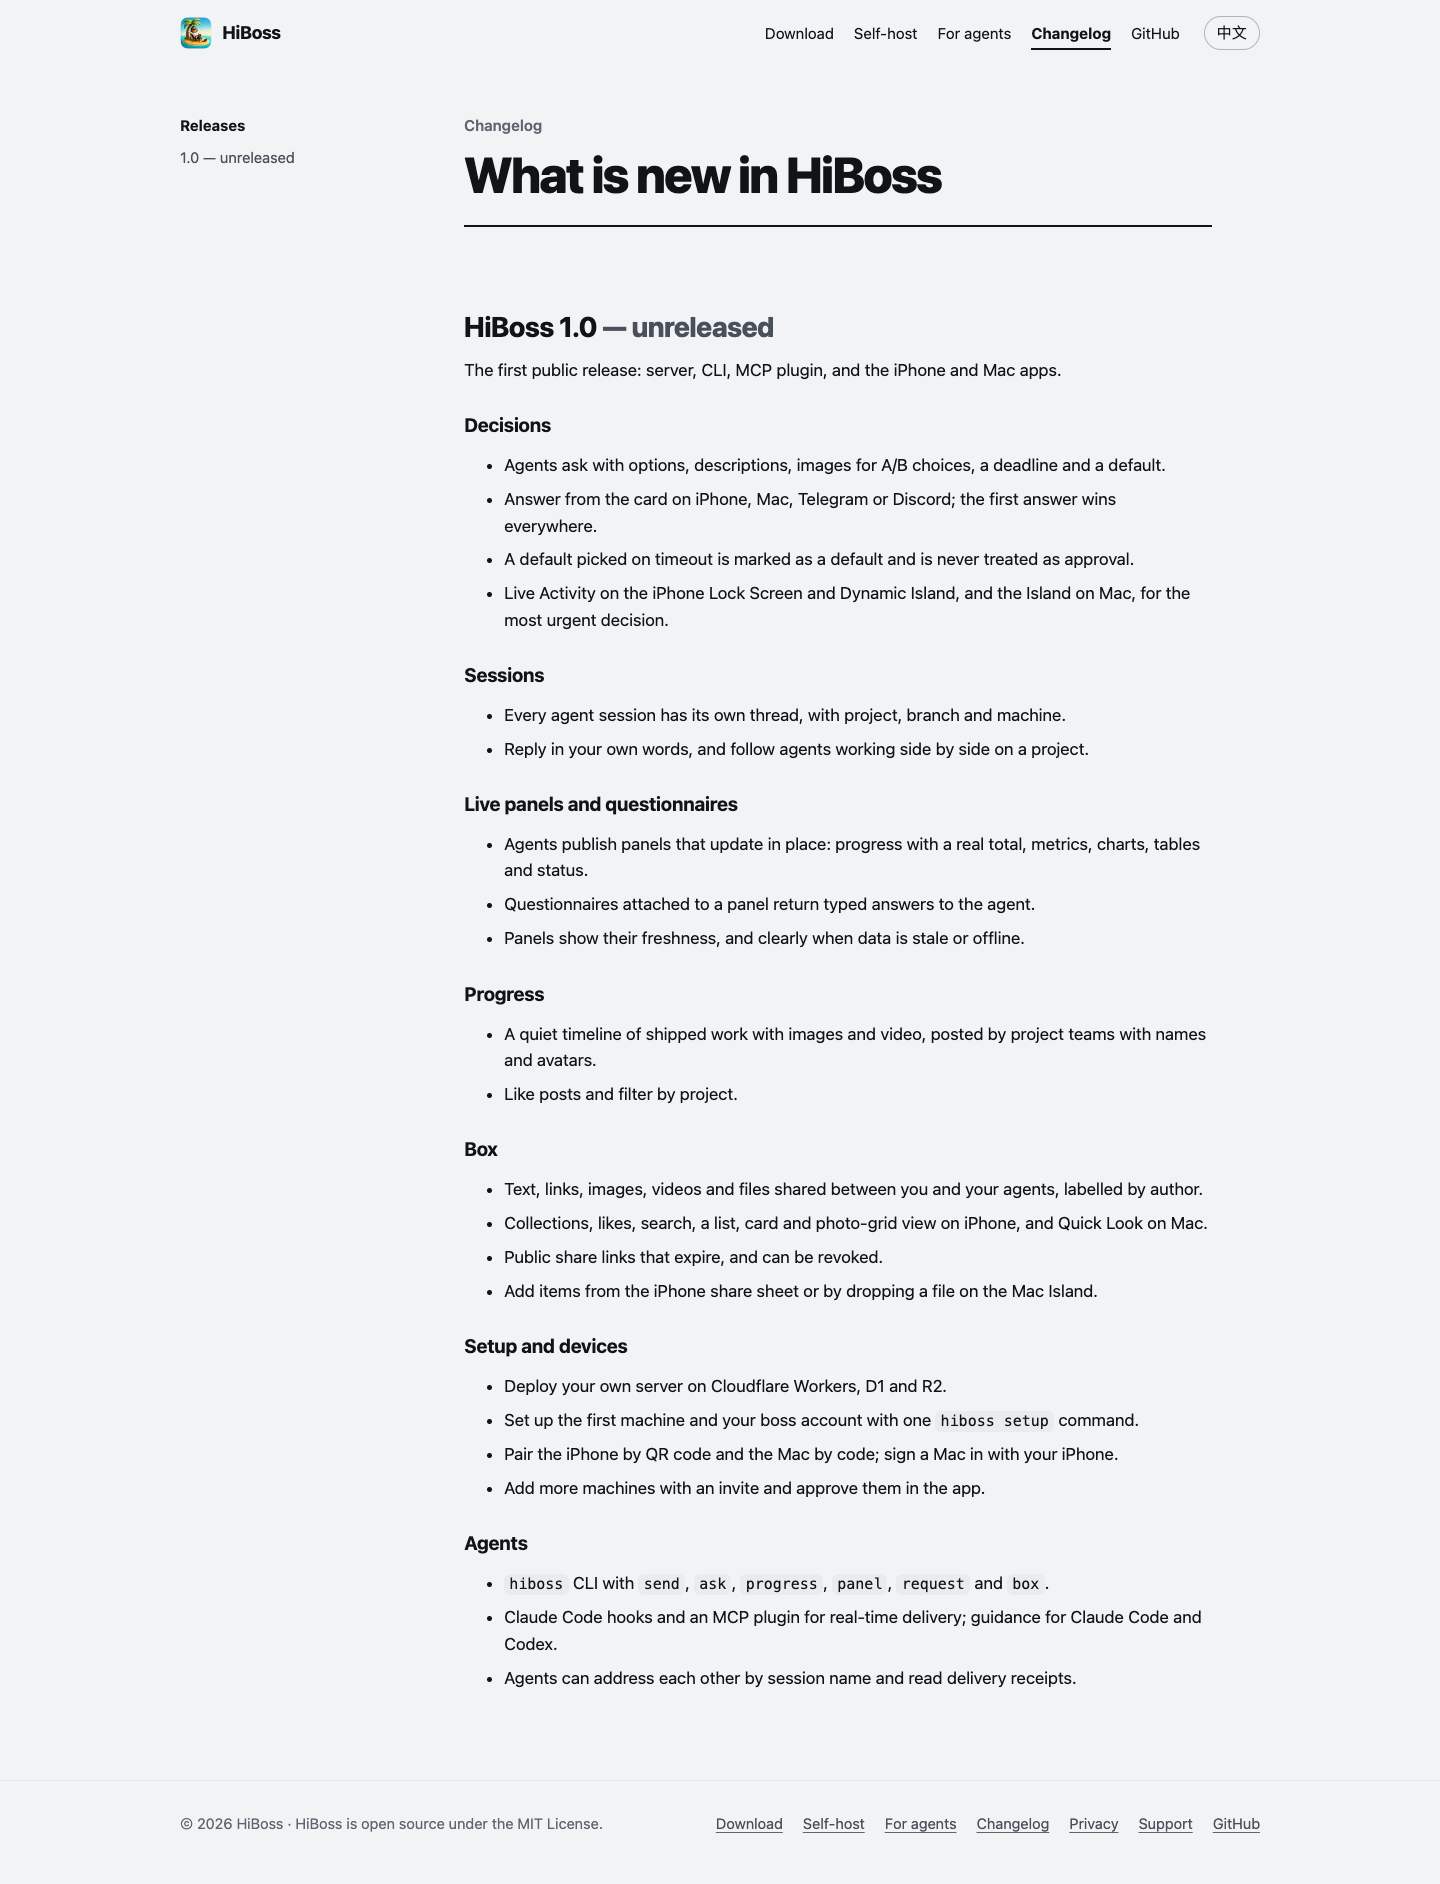 HiBoss
Download
Self-host
For agents
Changelog
GitHub
中文
Releases
1.0 — unreleased
Changelog
What is new in HiBoss
HiBoss 1.0 — unreleased
The first public release: server, CLI, MCP plugin, and the iPhone and Mac apps.
Decisions
• Agents ask with options, descriptions, images for A/B choices, a deadline and a default.
• Answer from the card on iPhone, Mac, Telegram or Discord; the first answer wins
everywhere.
• A default picked on timeout is marked as a default and is never treated as approval.
• Live Activity on the iPhone Lock Screen and Dynamic Island, and the Island on Mac, for the
most urgent decision.
Sessions
• Every agent session has its own thread, with project, branch and machine.
• Reply in your own words, and follow agents working side by side on a project.
Live panels and questionnaires
• Agents publish panels that update in place: progress with a real total, metrics, charts, tables
and status.
• Questionnaires attached to a panel return typed answers to the agent.
• Panels show their freshness, and clearly when data is stale or offline.
Progress
• A quiet timeline of shipped work with images and video, posted by project teams with names
and avatars.
• Like posts and filter by project.
Box
• Text, links, images, videos and files shared between you and your agents, labelled by author.
• Collections, likes, search, a list, card and photo-grid view on iPhone, and Quick Look on Mac.
• Public share links that expire, and can be revoked.
• Add items from the iPhone share sheet or by dropping a file on the Mac Island.
Setup and devices
• Deploy your own server on Cloudflare Workers, D1 and R2.
• Set up the first machine and your boss account with one hiboss setup command.
• Pair the iPhone by QR code and the Mac by code; sign a Mac in with your iPhone.
• Add more machines with an invite and approve them in the app.
Agents
• hiboss CLI with send, ask, progress, panel, request and box.
• Claude Code hooks and an MCP plugin for real-time delivery; guidance for Claude Code and
Codex.
• Agents can address each other by session name and read delivery receipts.
© 2026 HiBoss · HiBoss is open source under the MIT License.
Download
Self-host
For agents
Changelog
Privacy
Support
GitHub